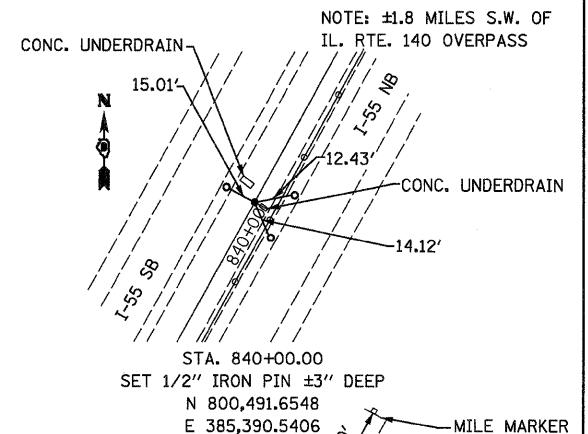 NOTE: ±1.8 MILES S.W. OF
IL. RTE. 140 OVERPASS
CONC. UNDERDRAIN
15.01'
N
I-55 NB
12.43'
CONC. UNDERDRAIN
840+00
14.12'
I-55 SB
STA. 840+00.00
SET 1/2" IRON PIN ±3" DEEP
N 800,491.6548
E 385,390.5406
MILE MARKER